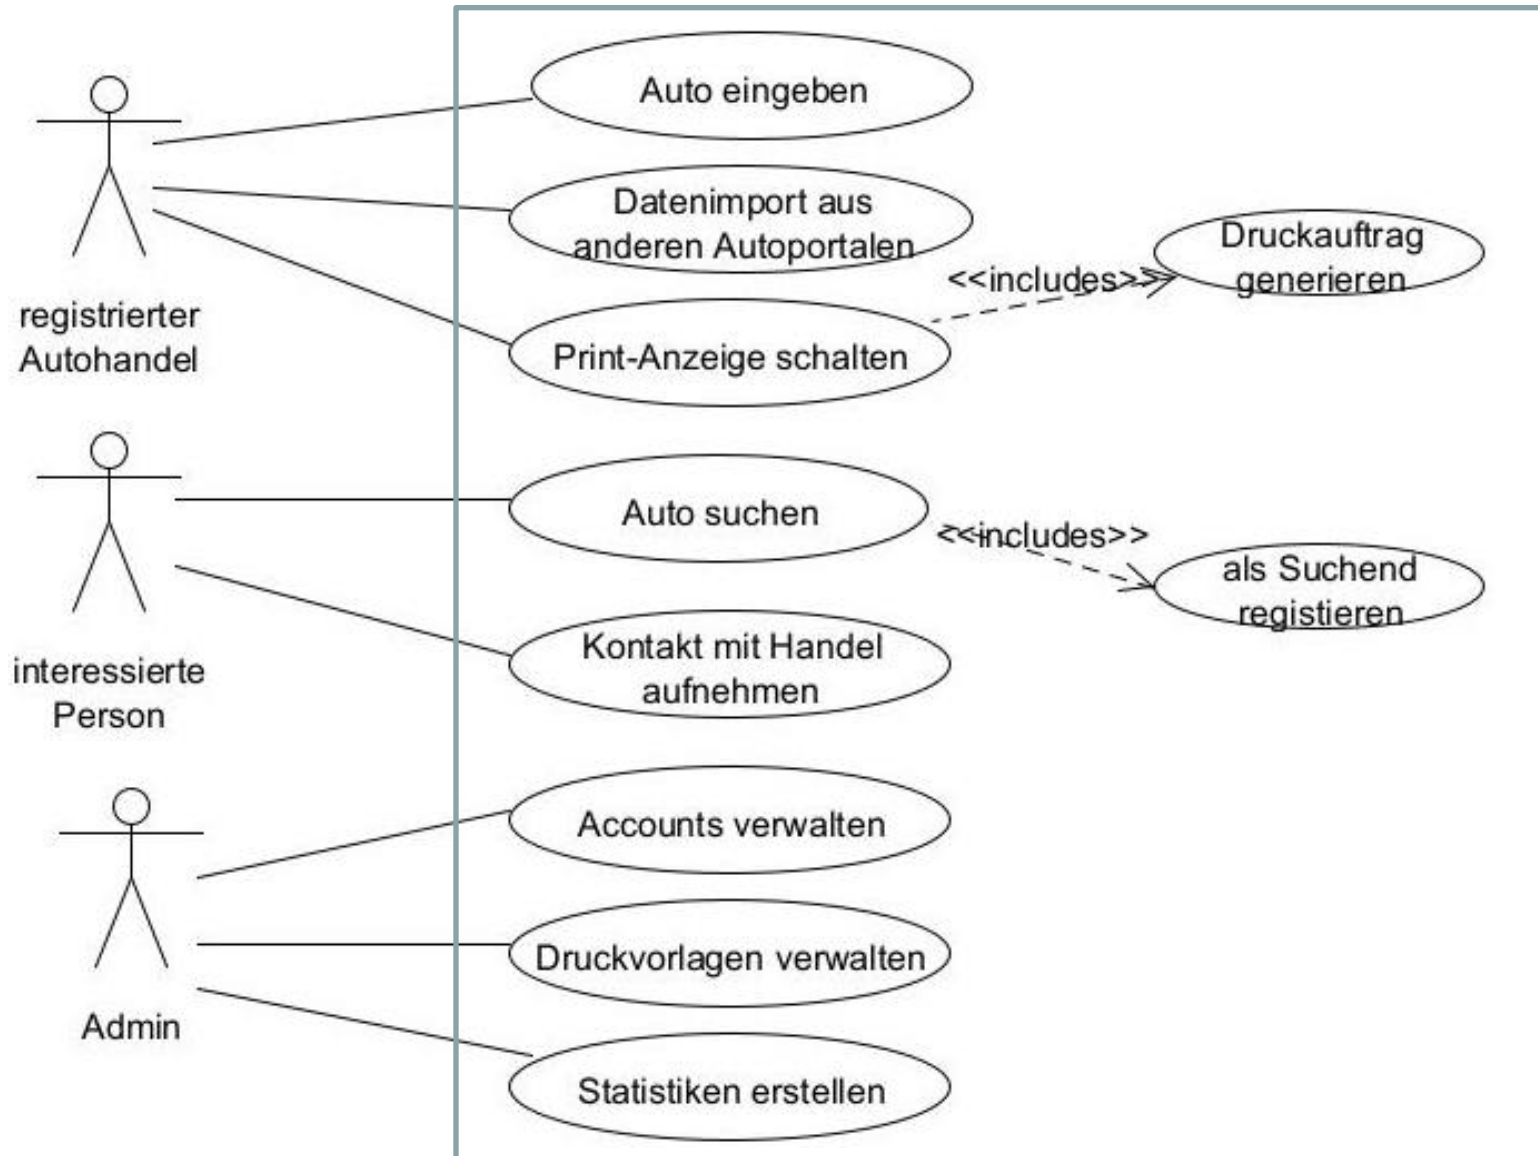 Auto eingeben
Datenimport aus
anderen Autoportalen
Druckauftrag
generieren
<<includes>>
registrierter
Autohandel
Print-Anzeige schalten
Auto suchen
<<includes>>
als Suchend
registieren
interessierte
Person
Kontakt mit Handel
aufnehmen
Accounts verwalten
Druckvorlagen verwalten
Admin
Statistiken erstellen